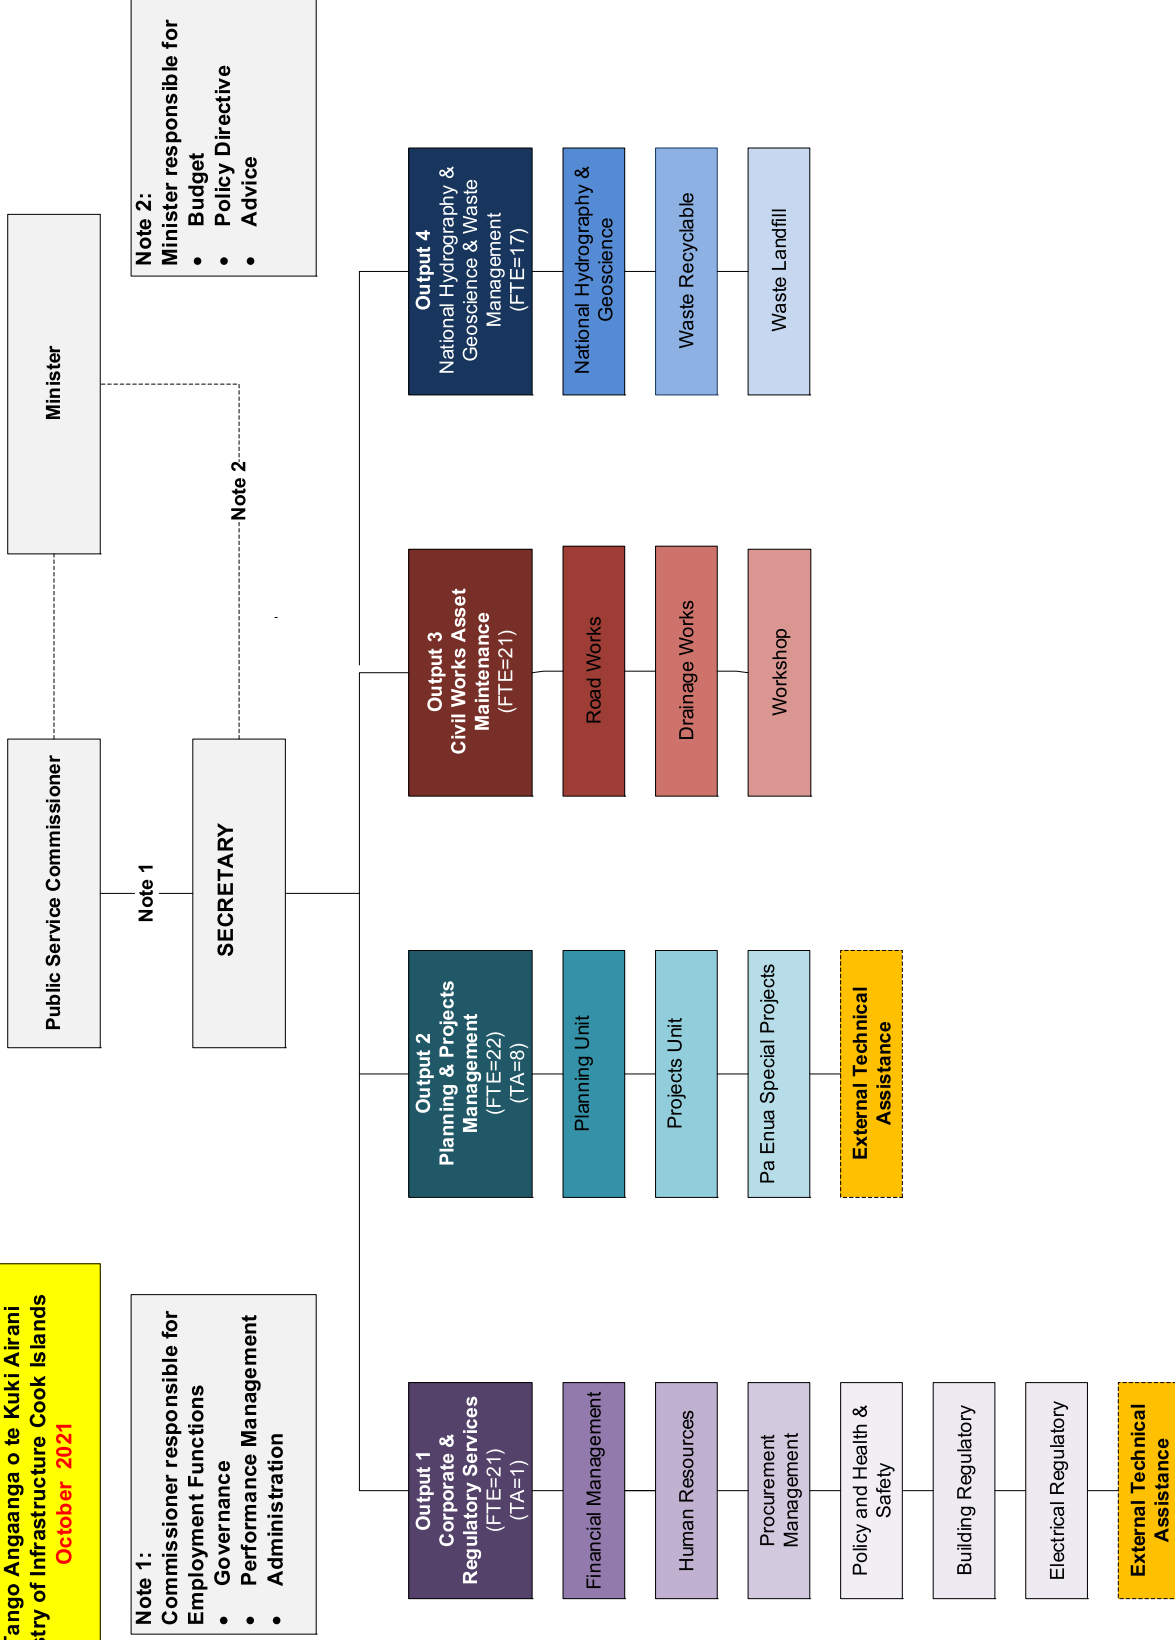 Angaanga o te Kuki Airani
of Infrastructure Cook Islands
October 2021
Public Service Commissioner
Minister
Note 1:
Commissioner responsible for
Employment Functions
• Governance
• Performance Management
• Administration
Note 1
SECRETARY
Note 2
Note 2:
Minister responsible for
• Budget
• Policy Directive
• Advice
Output 1
Corporate &
Regulatory Services
(FTE=21)
(TA=1)
Financial Management
Human Resources
Procurement
Management
Policy and Health &
Safety
Building Regulatory
Electrical Regulatory
External Technical
Assistance
Output 2
Planning & Projects
Management
(FTE=22)
(TA=8)
Planning Unit
Projects Unit
Pa Enua Special Projects
External Technical
Assistance
Output 3
Civil Works Asset
Maintenance
(FTE=21)
Road Works
Drainage Works
Workshop
Output 4
National Hydrography &
Geoscience & Waste
Management
(FTE=17)
National Hydrography &
Geoscience
Waste Recyclable
Waste Landfill